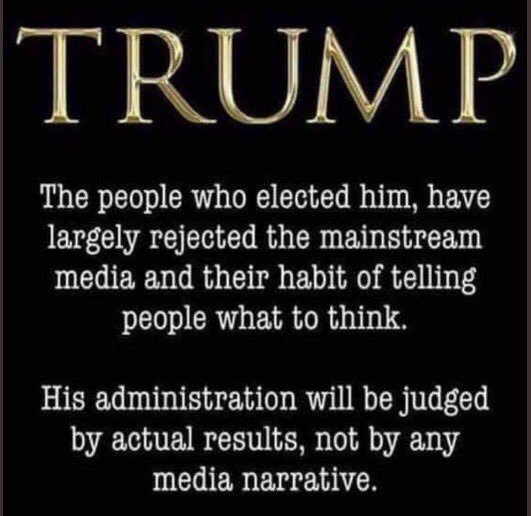 TRUMP
The people who elected him, have
largely rejected the mainstream
media and their habit of telling
people what to think.
His administration will be judged
by actual results, not by any
media narrative.